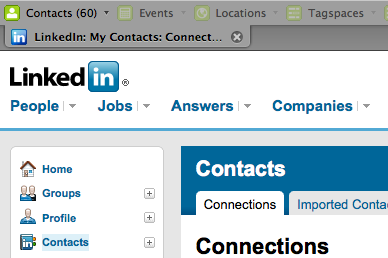 Contacts (60) Events Locations Tagspaces
LinkedIn: My Contacts: Connect...
Linked in ®
People Jobs Answers Companies
Home
Groups
Profile
Contacts
Contacts
Connections Imported Conta
Connections